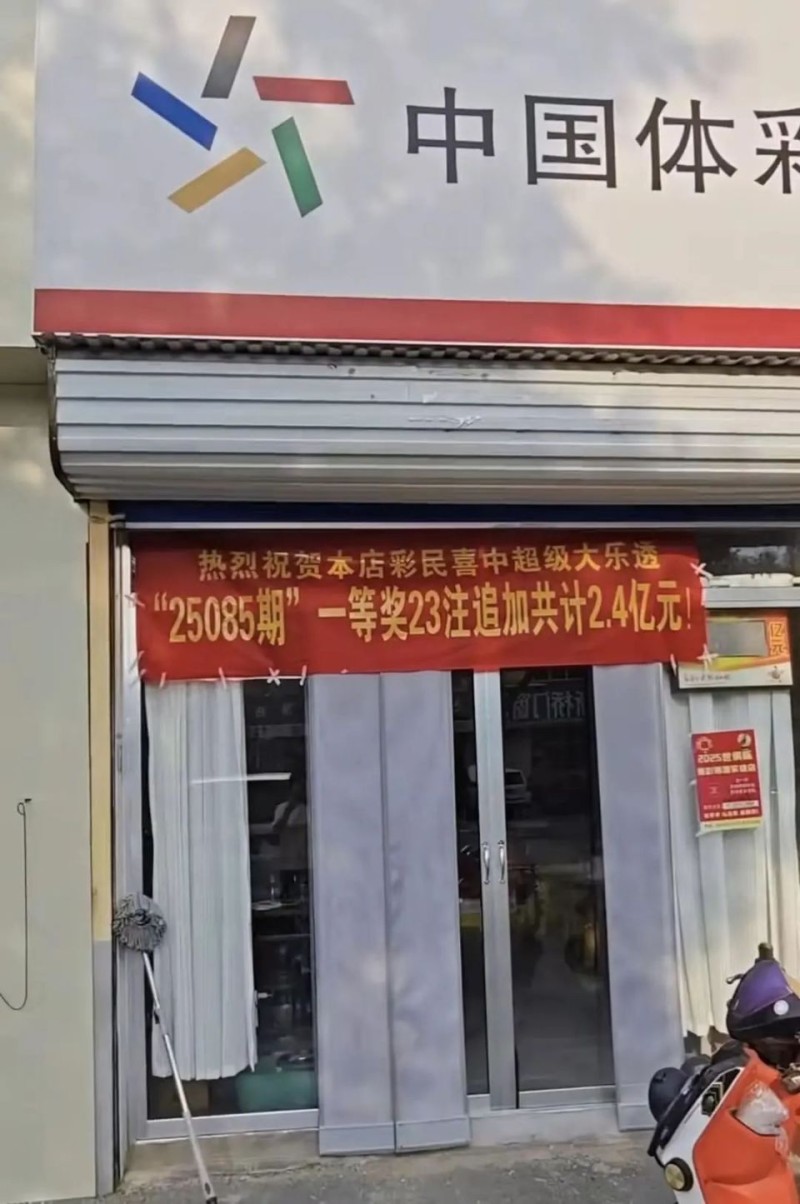 中国体彩
热烈祝贺本店彩民喜中超级大乐透
“25085期”一等奖23注追加共计2.4亿元！
亿元